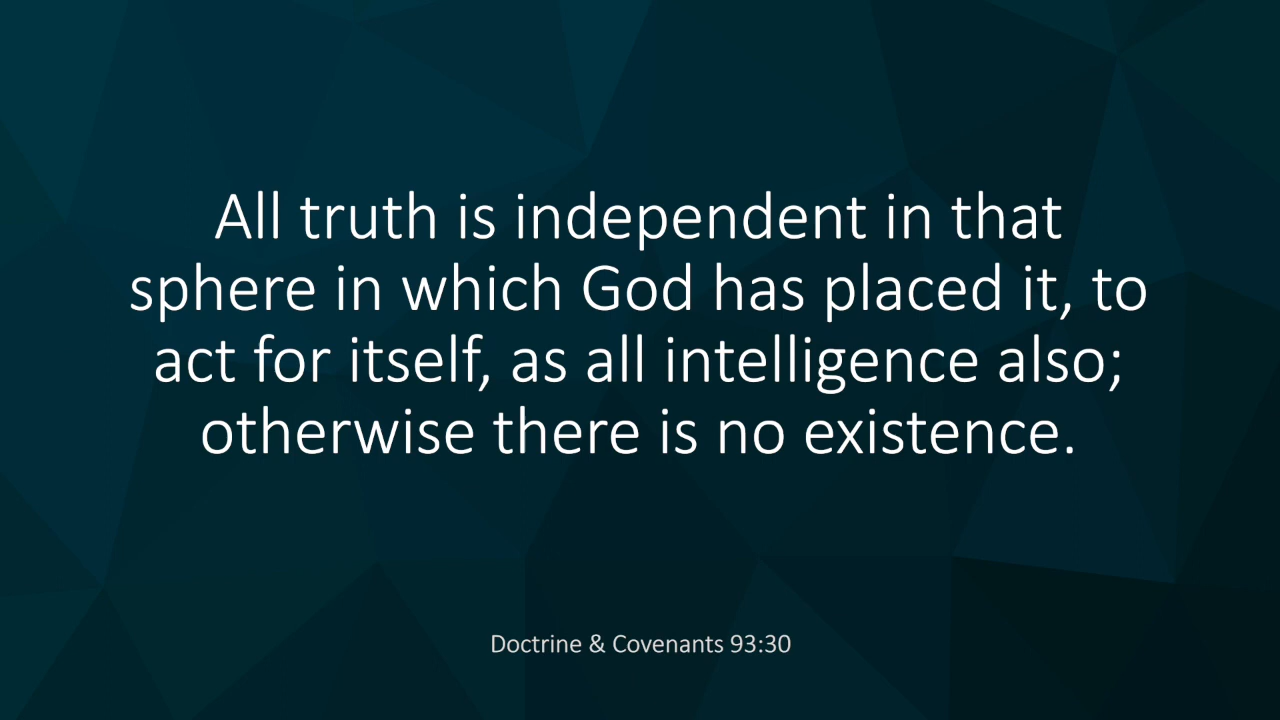 All truth is independent in that
sphere in which God has placed it, to
act for itself, as all intelligence also;
otherwise there is no existence.
Doctrine & Covenants 93:30